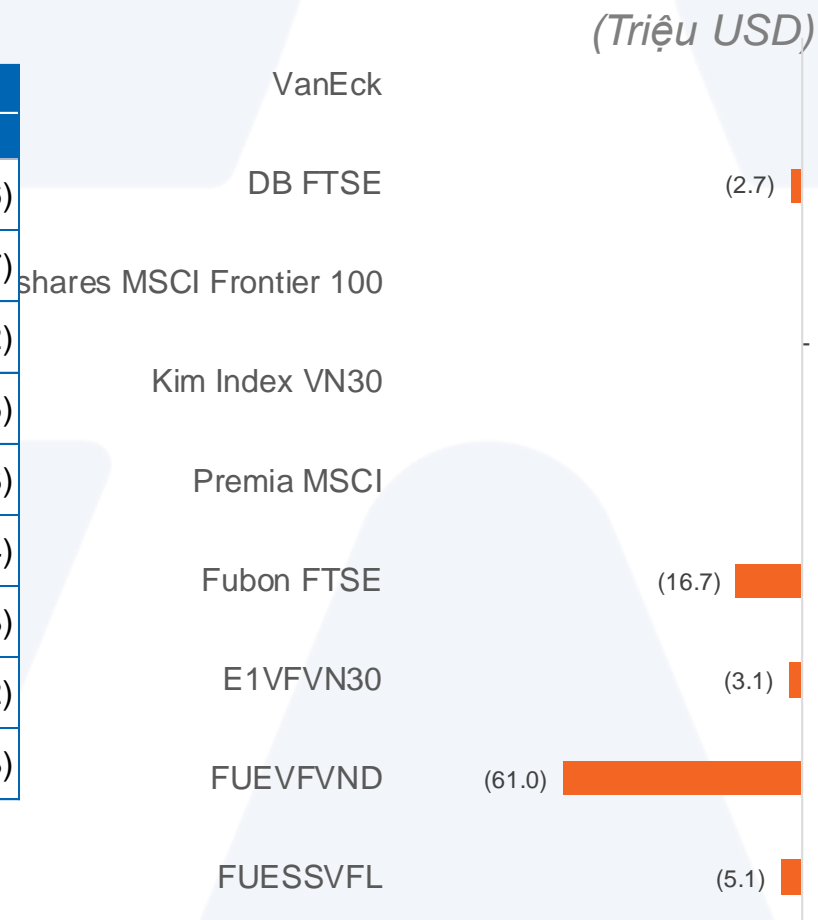 (Triệu USD)
VanEck
DB FTSE (2.7)
shares MSCI Frontier 100
-
Kim Index VN30
Premia MSCI
Fubon FTSE (16.7)
E1VFVN30 (3.1)
FUEVFVND (61.0)
FUESSVFL (5.1)